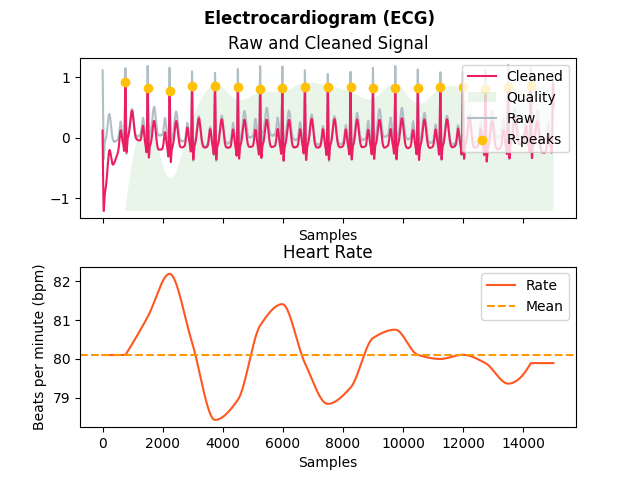 Electrocardiogram (ECG)
Raw and Cleaned Signal
1
0
−1
Cleaned
Quality
Raw
R-peaks
Samples
Heart Rate
Beats per minute (bpm)
82
81
80
79
Rate
Mean
0 2000 4000 6000 8000 10000 12000 14000
Samples